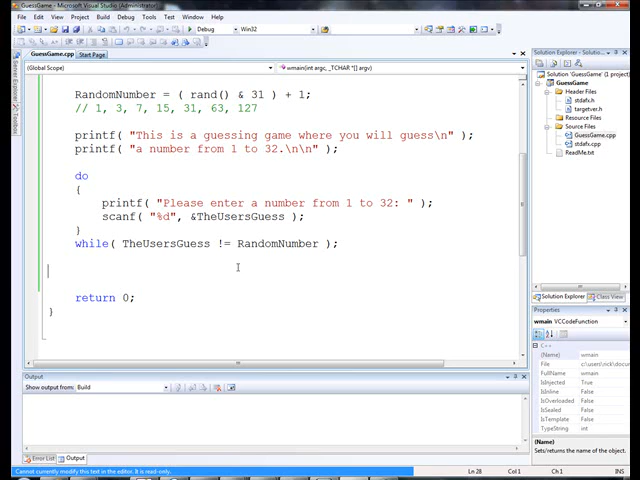 GuessGame - Microsoft Visual Studio (Administrator)
File Edit View Project Build Debug Tools Test Window Help
Debug Win32
GuessGame.cpp Start Page
(Global Scope) wmain(int argc, _TCHAR *[] argv)
RandomNumber = ( rand() & 31 ) + 1;
// 1, 3, 7, 15, 31, 63, 127
printf( "This is a guessing game where you will guess\n" );
printf( "a number from 1 to 32.\n\n" );
do
{
printf( "Please enter a number from 1 to 32: " );
scanf( "%d", &TheUsersGuess );
}
while( TheUsersGuess != RandomNumber );
return 0;
}
Server Explorer
Toolbox
Solution Explorer
Solution 'GuessGame'
GuessGame
Header Files
stdafx.h
targetver.h
Resource Files
Source Files
GuessGame.cpp
stdafx.cpp
ReadMe.txt
Solution Explorer Class View
Properties
wmain VCCodeFunction
C++
(Name) wmain
File c:\users\rick\docum
FullName wmain
IsInjected True
IsInline False
IsOverloaded False
IsSealed False
IsTemplate False
TypeString int
(Name)
Sets/returns the name of the object.
Output
Show output from: Build
Error List Output
Cannot currently modify this text in the editor. It is read-only.
Ln 28 Col 1 Ch 1 INS